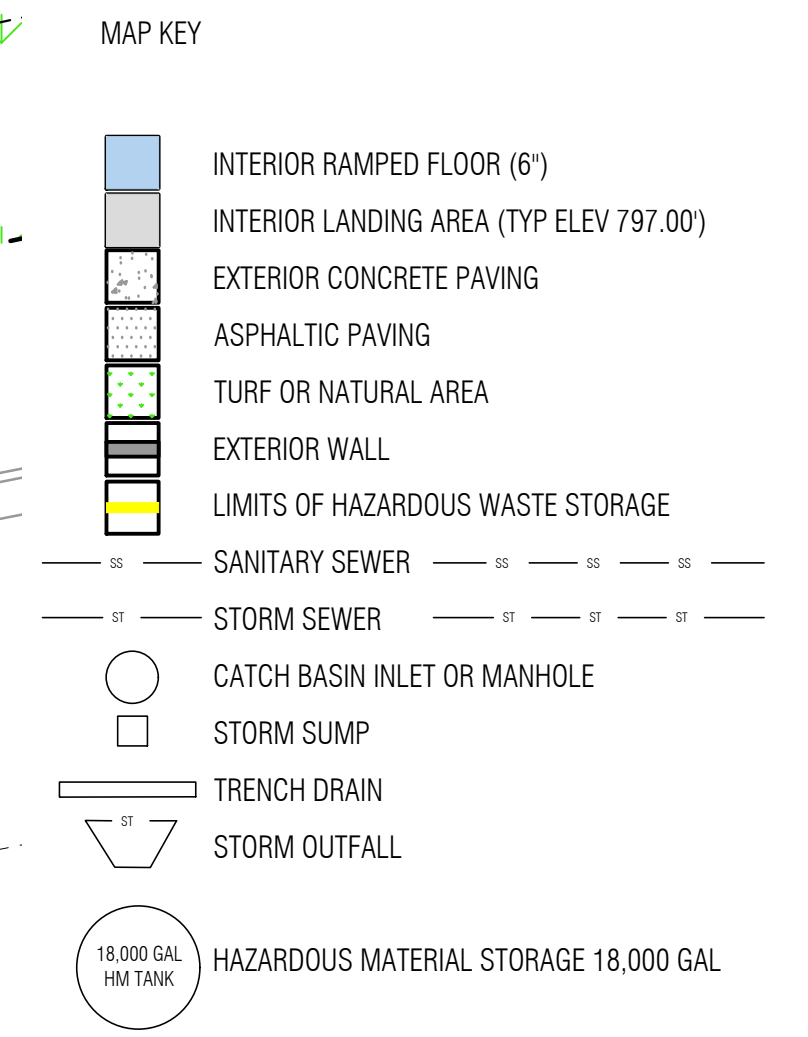 MAP KEY
INTERIOR RAMPED FLOOR (6")
INTERIOR LANDING AREA (TYP ELEV 797.00')
EXTERIOR CONCRETE PAVING
ASPHALTIC PAVING
TURF OR NATURAL AREA
EXTERIOR WALL
LIMITS OF HAZARDOUS WASTE STORAGE
SS SANITARY SEWER SS SS SS
ST STORM SEWER ST ST ST
CATCH BASIN INLET OR MANHOLE
STORM SUMP
TRENCH DRAIN
ST
STORM OUTFALL
18,000 GAL
HM TANK
HAZARDOUS MATERIAL STORAGE 18,000 GAL